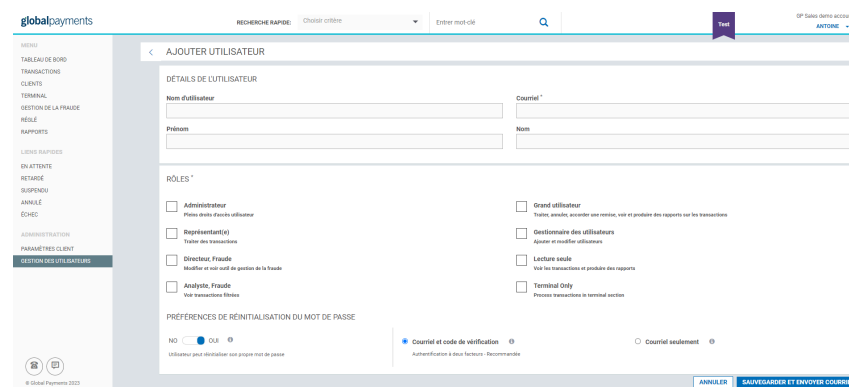 globalpayments
RECHERCHE RAPIDE: Choisir critère Entrer mot-clé
Test
GP Sales demo accou
ANTOINE
MENU
TABLEAU DE BORD
TRANSACTIONS
CLIENTS
TERMINAL
GESTION DE LA FRAUDE
RÉGLÉ
RAPPORTS
LIENS RAPIDES
EN ATTENTE
RETARDÉ
SUSPENDU
ANNULÉ
ÉCHEC
ADMINISTRATION
PARAMÈTRES CLIENT
GESTION DES UTILISATEURS
© Global Payments 2023
< AJOUTER UTILISATEUR
DÉTAILS DE L'UTILISATEUR
Nom d'utilisateur
Courriel *
Prénom
Nom
RÔLES *
Administrateur
Pleins droits d'accès utilisateur
Grand utilisateur
Traiter, annuler, accorder une remise, voir et produire des rapports sur les transactions
Représentant(e)
Traiter des transactions
Gestionnaire des utilisateurs
Ajouter et modifier utilisateurs
Directeur, Fraude
Modifier et voir outil de gestion de la fraude
Lecture seule
Voir les transactions et produire des rapports
Analyste, Fraude
Voir transactions filtrées
Terminal Only
Process transactions in terminal section
PRÉFÉRENCES DE RÉINITIALISATION DU MOT DE PASSE
NO OUI
Utilisateur peut réinitialiser son propre mot de passe
Courriel et code de vérification
Authentification à deux facteurs - Recommandée
Courriel seulement
ANNULER
SAUVEGARDER ET ENVOYER COURRI